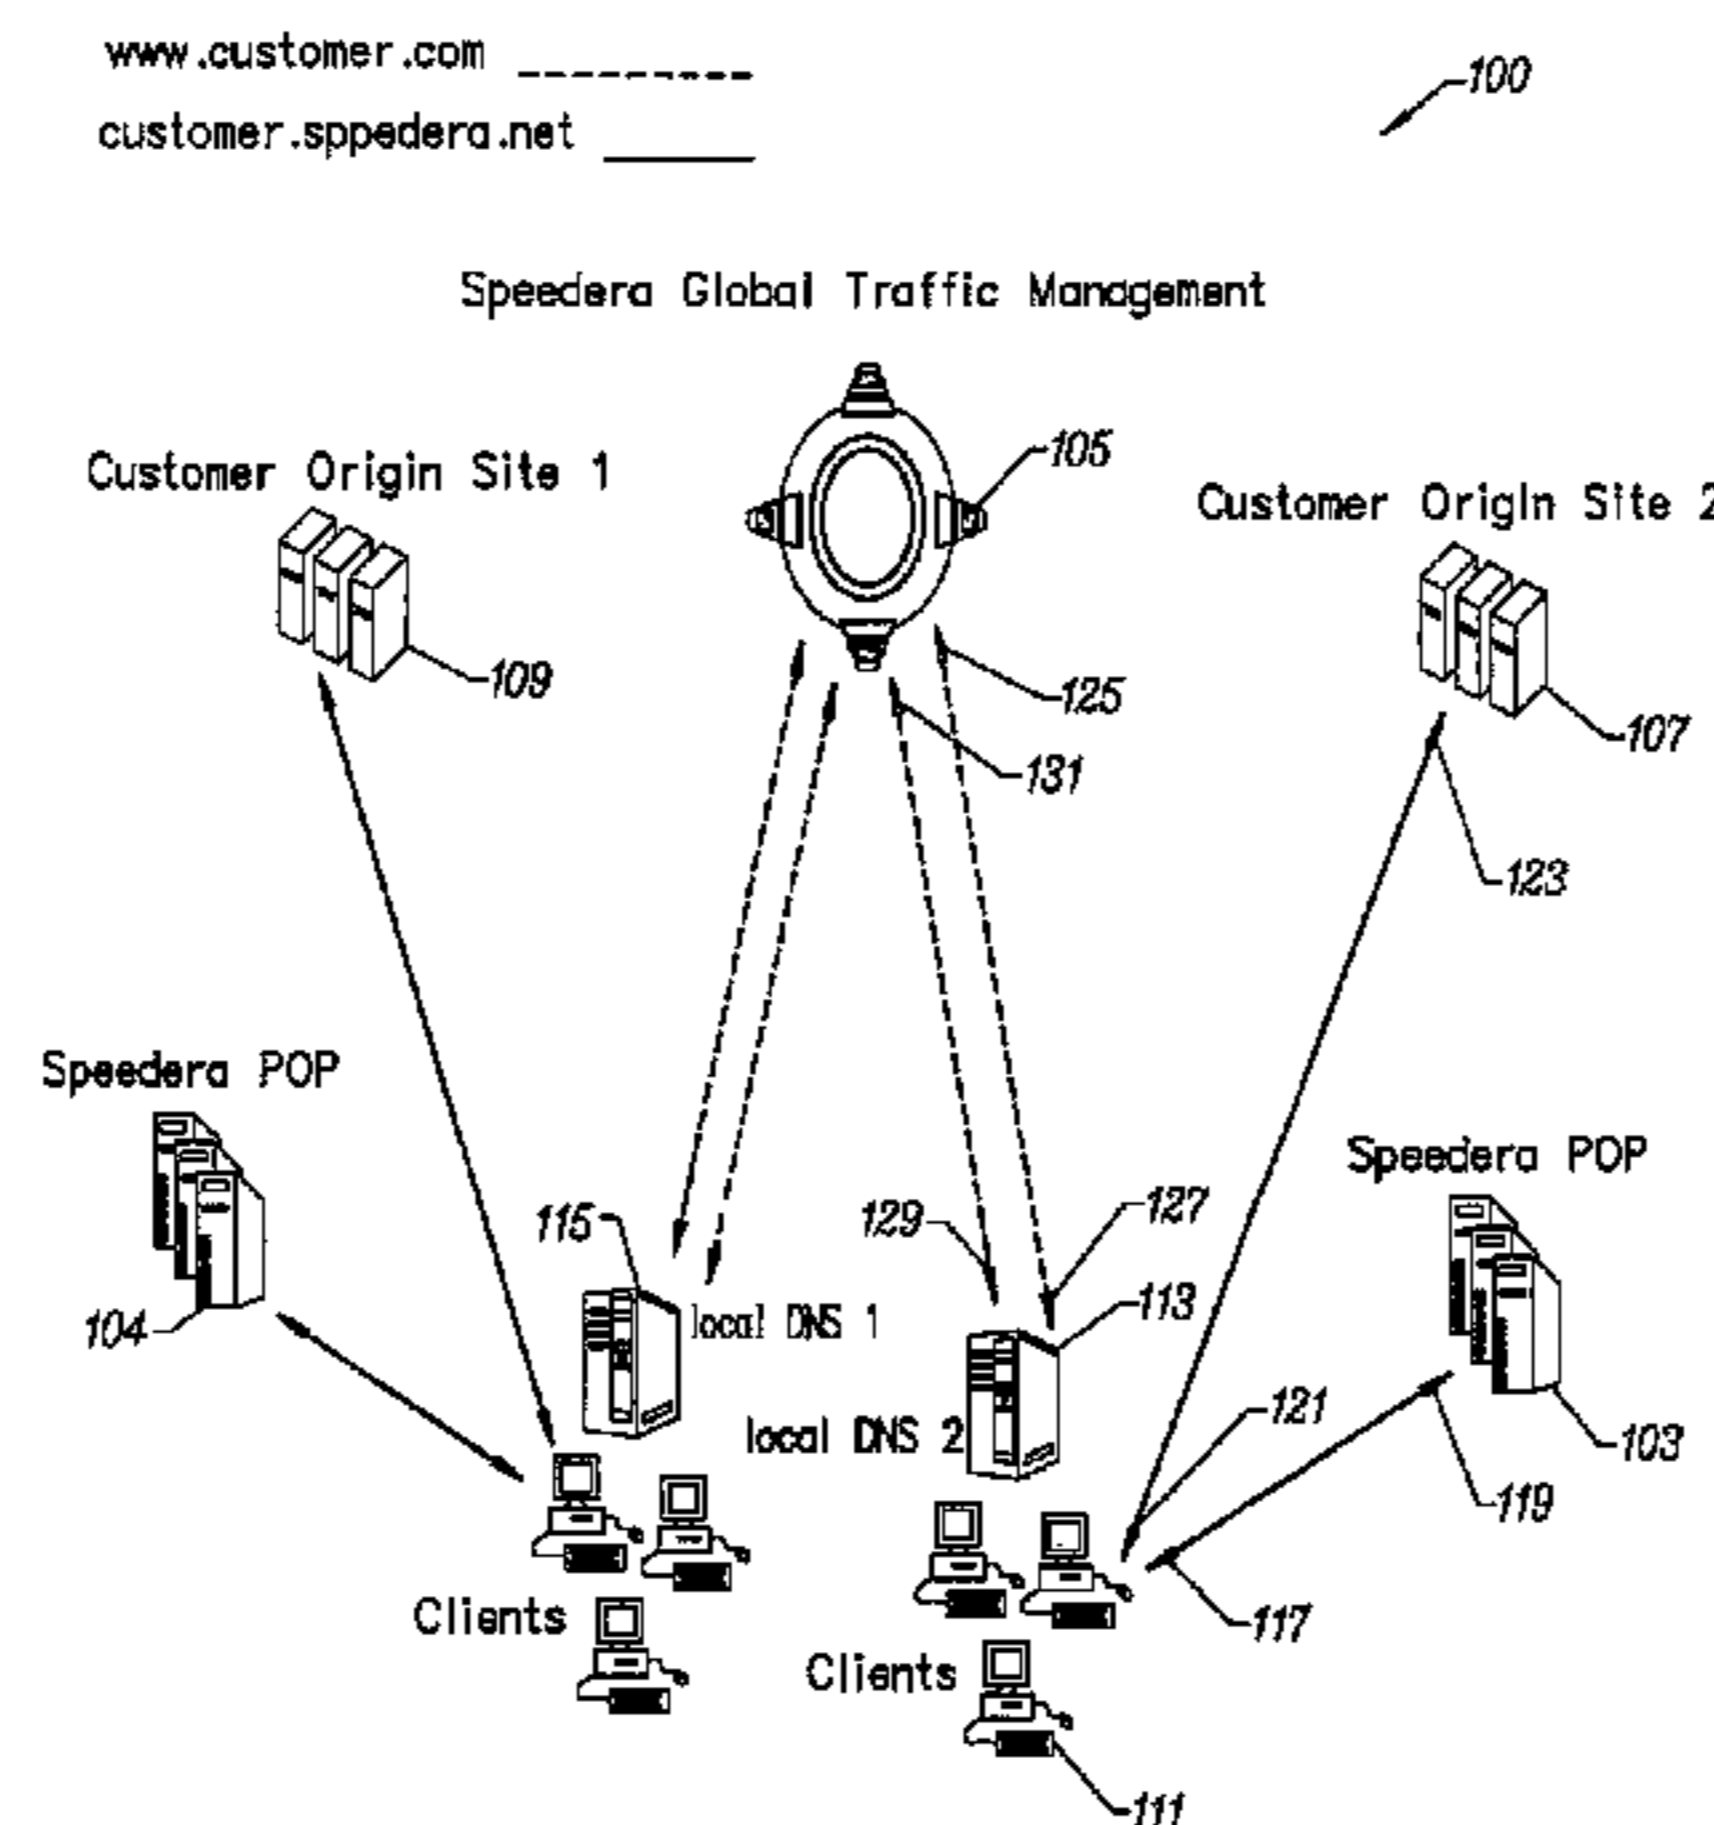 www.customer.com
customer.sppedera.net
100
Speedera Global Traffic Management
105
Customer Origin Site 1
Customer Origin Site 2
109
125
107
131
123
Speedera POP
Speedera POP
115
129
127
113
104
local DNS 1
local DNS 2
121
103
119
Clients
117
Clients
111